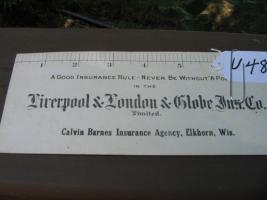 1 2 3 4 5
A GOOD INSURANCE RULE - NEVER BE WITHOUT A
IN THE
Liverpool & London & Globe Ins. Co.
Limited.
Calvin Barnes Insurance Agency, Elkhorn, Wis.